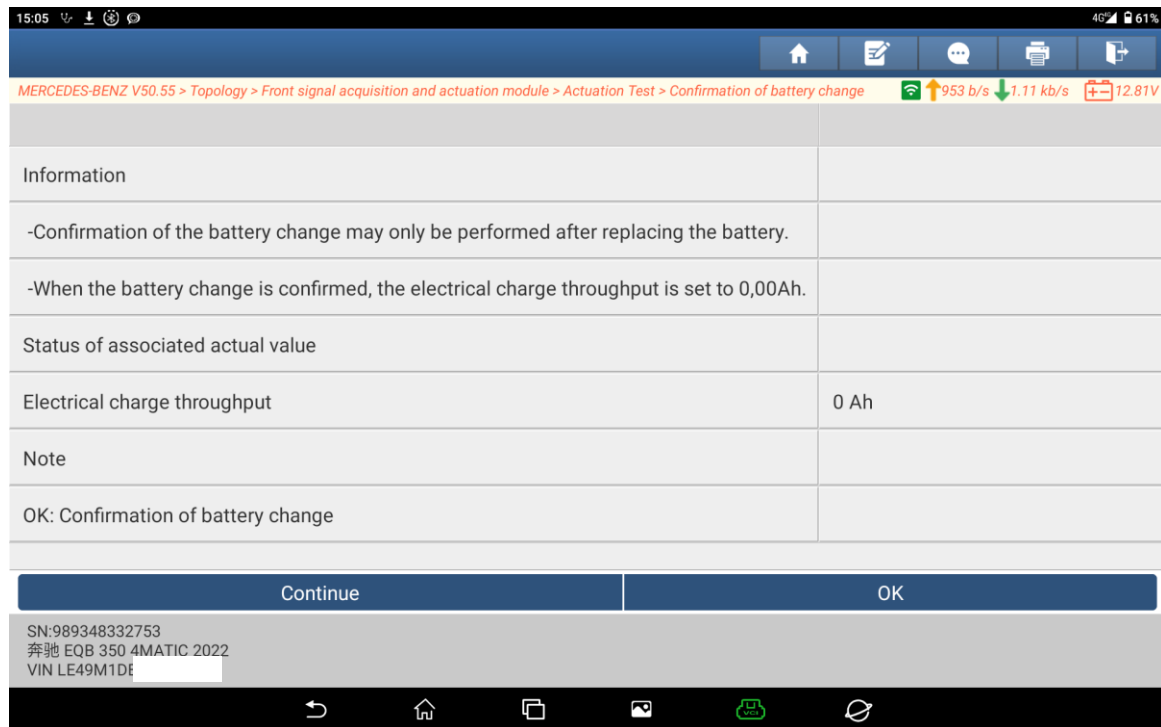 15:05
4G 61%
MERCEDES-BENZ V50.55 > Topology > Front signal acquisition and actuation module > Actuation Test > Confirmation of battery change
953 b/s 1.11 kb/s 12.81V
Information
-Confirmation of the battery change may only be performed after replacing the battery.
-When the battery change is confirmed, the electrical charge throughput is set to 0,00Ah.
Status of associated actual value
Electrical charge throughput 0 Ah
Note
OK: Confirmation of battery change
Continue OK
SN:989348332753
奔驰 EQB 350 4MATIC 2022
VIN LE49M1DE
VCI